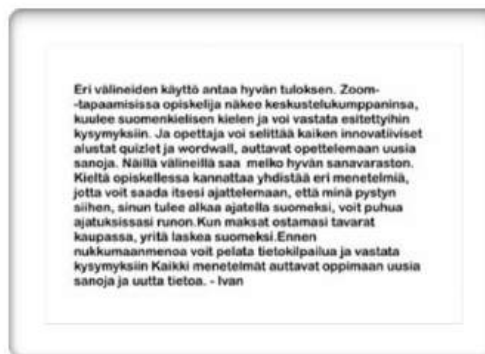 Eri välineiden käyttö antaa hyvän tuloksen. Zoom-
-tapaamisissa opiskelija näkee keskustelukumppaninsa,
kuulee suomenkielisen kielen ja voi vastata esitettyihin
kysymyksiin. Ja opettaja voi selittää kaiken innovatiiviset
alustat quizlet ja wordwall, auttavat opettelemaan uusia
sanoja. Näillä välineillä saa melko hyvän sanavaraston.
Kieltä opiskellessa kannattaa yhdistää eri menetelmiä,
jotta voit saada itsesi ajattelemaan, että minä pystyn
siihen, sinun tulee alkaa ajatella suomeksi, voit puhua
ajatuksissasi runon.Kun maksat ostamasi tavarat
kaupassa, yritä laskea suomeksi.Ennen
nukkumaanmenoa voit pelata tietokilpailua ja vastata
kysymyksiin Kaikki menetelmät auttavat oppimaan uusia
sanoja ja uutta tietoa. - Ivan